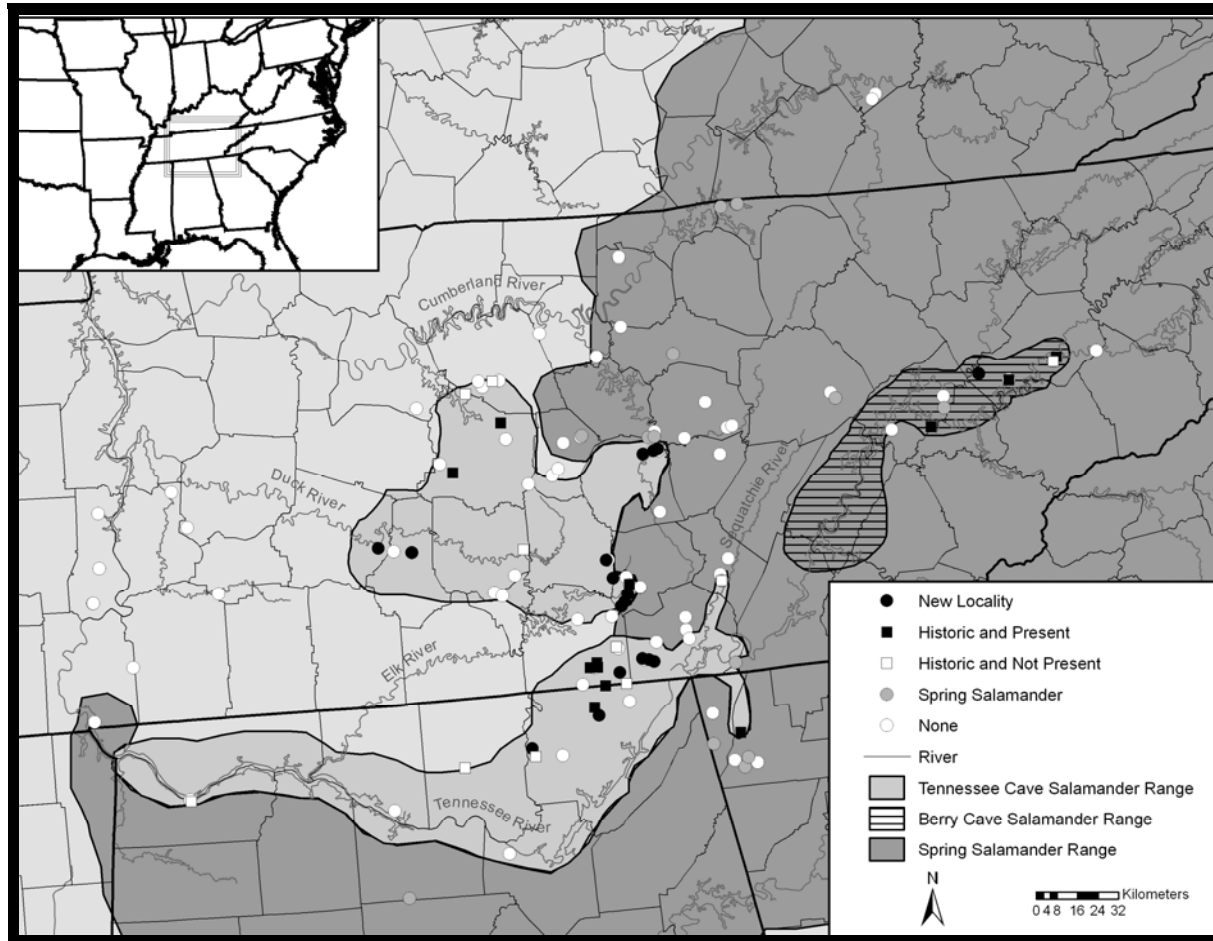 Cumberland River
Duck River
Sequatchie River
Elk River
Tennessee River
New Locality
Historic and Present
Historic and Not Present
Spring Salamander
None
River
Tennessee Cave Salamander Range
Berry Cave Salamander Range
Spring Salamander Range
N
Kilometers
0 4 8 16 24 32